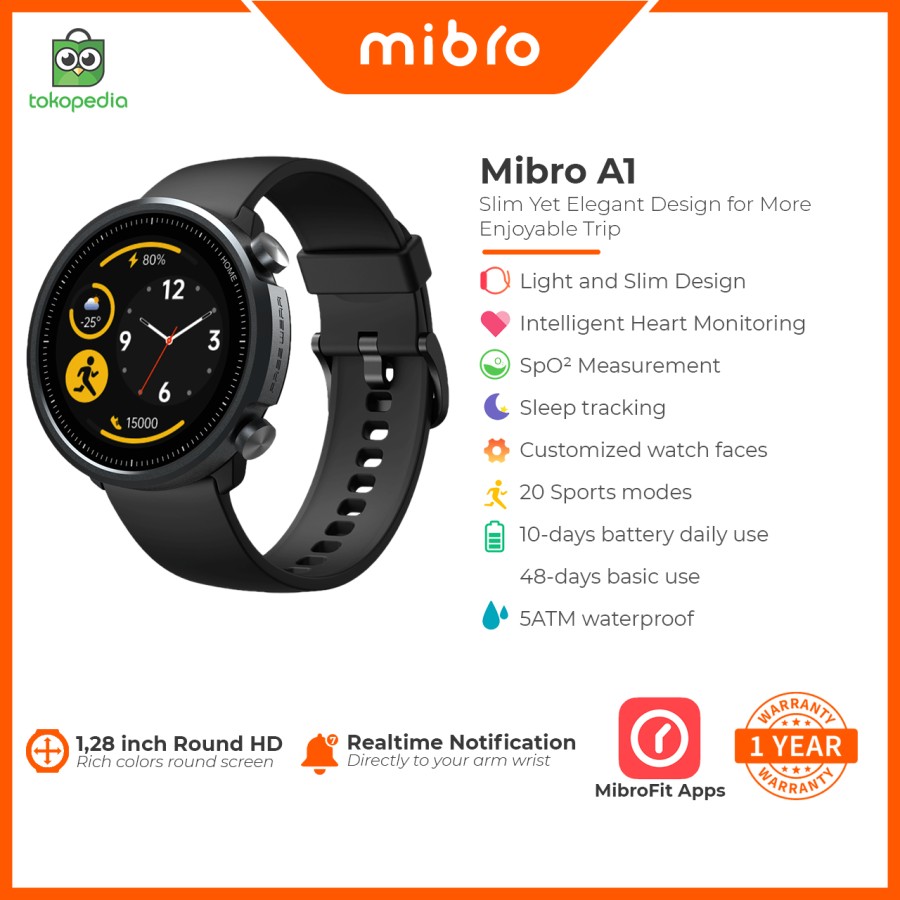 mibro
tokopedia
Mibro A1
Slim Yet Elegant Design for More
Enjoyable Trip
Light and Slim Design
Intelligent Heart Monitoring
SpO² Measurement
Sleep tracking
Customized watch faces
20 Sports modes
10-days battery daily use
48-days basic use
5ATM waterproof
80%
HOME
-25°
12
9
3
6
15000
1,28 inch Round HD
Rich colors round screen
7
Realtime Notification
Directly to your arm wrist
MibroFit Apps
WARRANTY
1 YEAR
WARRANTY